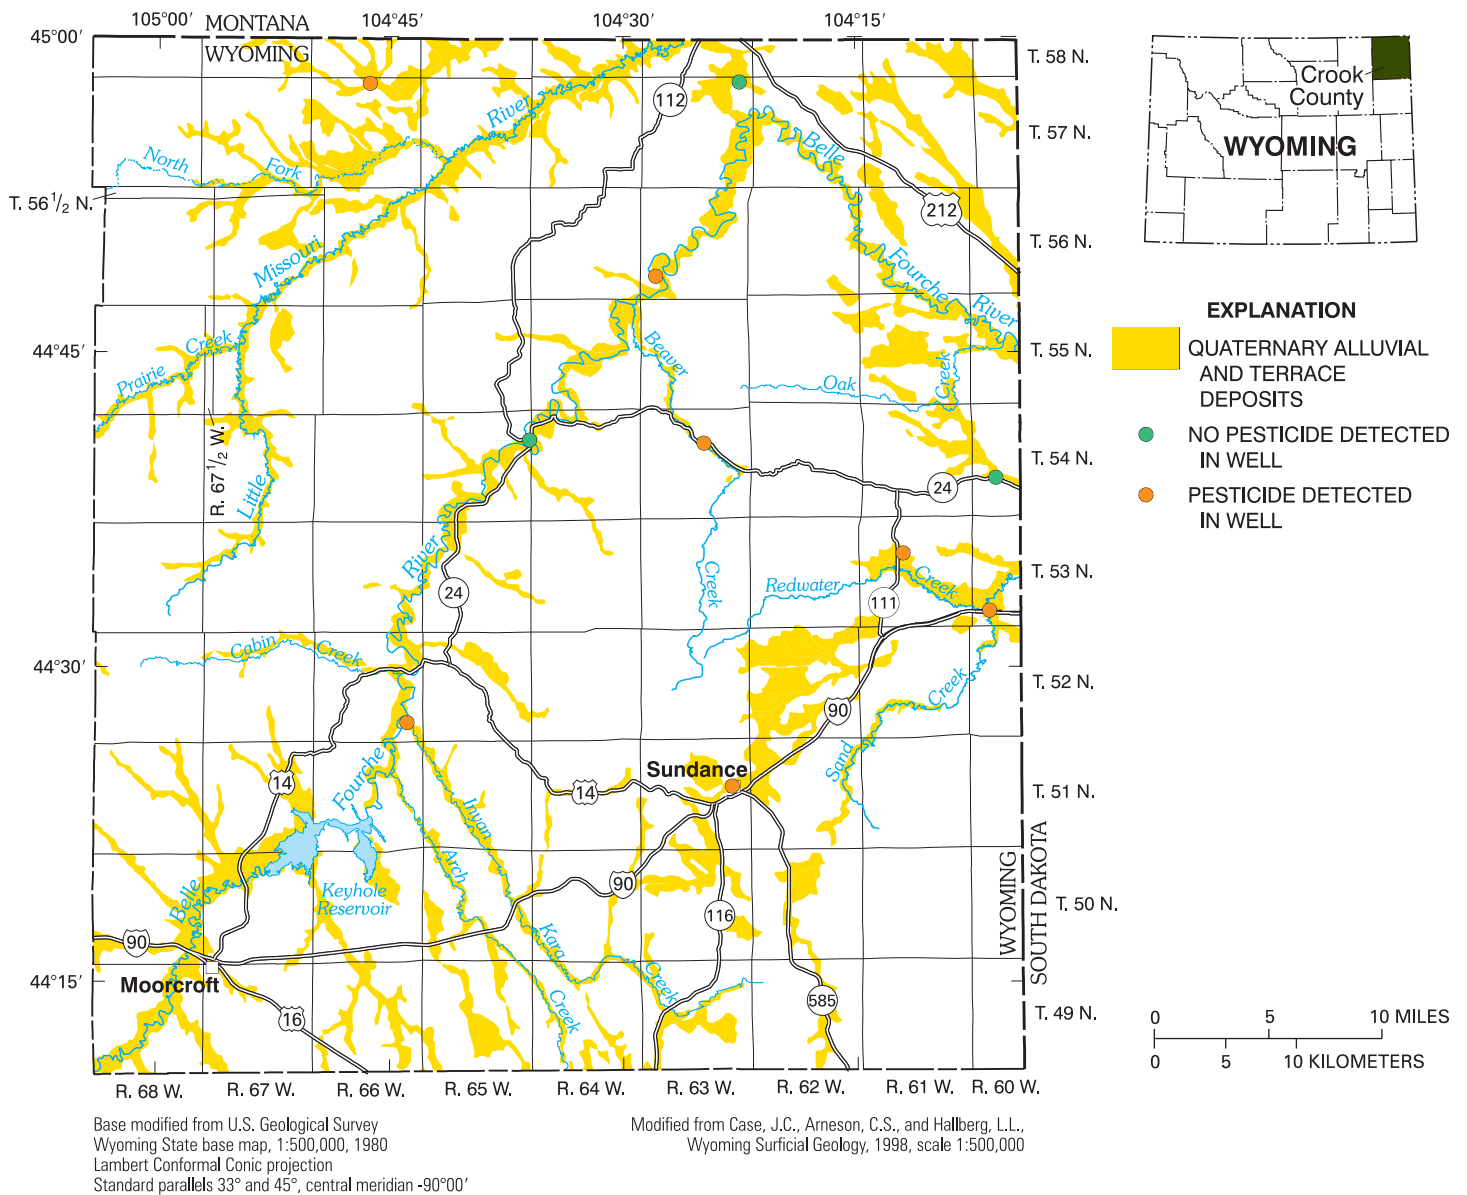 105°00′
MONTANA
WYOMING
104°45′
104°30′
104°15′
45°00′
44°45′
44°30′
44°15′
T. 56 1/2 N.
T. 58 N.
T. 57 N.
T. 56 N.
T. 55 N.
T. 54 N.
T. 53 N.
T. 52 N.
T. 51 N.
T. 50 N.
T. 49 N.
R. 67 1/2 W.
North
Fork
River
Missouri
Little
Prairie
Creek
112
Belle
Fourche
River
212
Beaver
Creek
Oak
Creek
24
24
River
Redwater
Creek
111
Cabin
Creek
Sand
Creek
90
14
Fourche
14
Sundance
Inyan
Arch
Kara
Creek
Creek
Keyhole
Reservoir
Belle
90
90
116
585
Moorcroft
16
WYOMING
SOUTH DAKOTA
R. 68 W.
R. 67 W.
R. 66 W.
R. 65 W.
R. 64 W.
R. 63 W.
R. 62 W.
R. 61 W.
R. 60 W.
Crook
County
WYOMING
EXPLANATION
QUATERNARY ALLUVIAL
AND TERRACE
DEPOSITS
NO PESTICIDE DETECTED
IN WELL
PESTICIDE DETECTED
IN WELL
0 5 10 MILES
0 5 10 KILOMETERS
Base modified from U.S. Geological Survey
Wyoming State base map, 1:500,000, 1980
Lambert Conformal Conic projection
Standard parallels 33° and 45°, central meridian -90°00′
Modified from Case, J.C., Arneson, C.S., and Hallberg, L.L.,
Wyoming Surficial Geology, 1998, scale 1:500,000